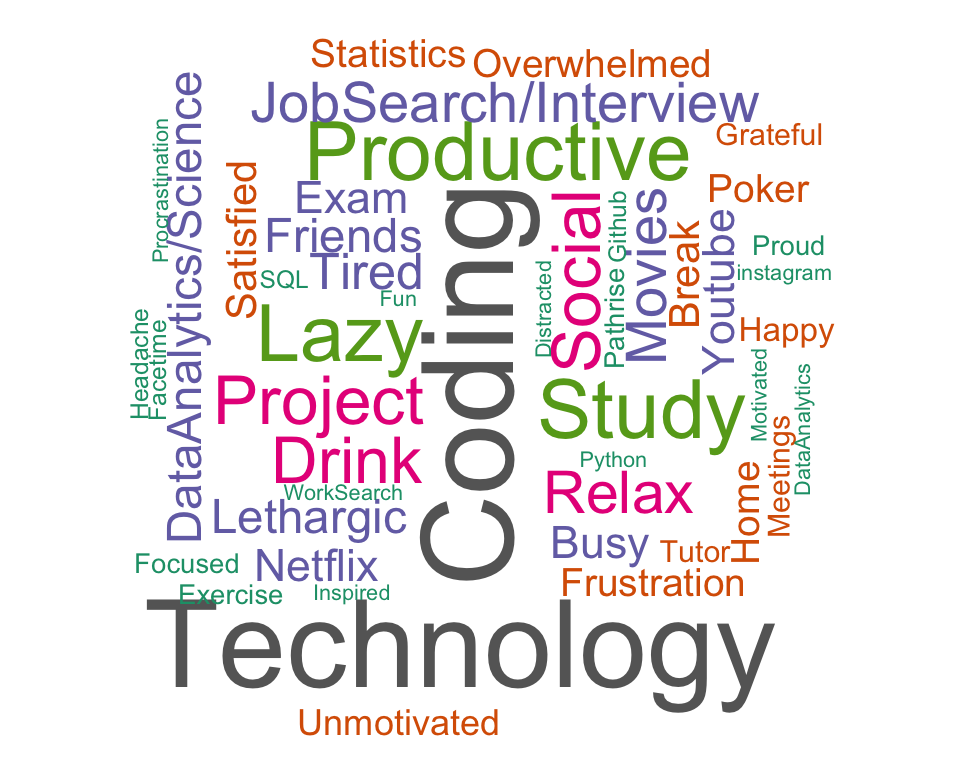 Statistics
Overwhelmed
JobSearch/Interview
Productive
Grateful
Procrastination
DataAnalytics/Science
Satisfied
Exam
Friends
Tired
SQL
Fun
Lazy
Coding
Social
Distracted
Pathrise
Github
Movies
Break
Youtube
Poker
Proud
instagram
Happy
Headache
Facetime
Project
Drink
Study
Motivated
DataAnalytics
Meetings
Python
WorkSearch
Relax
Home
Lethargic
Busy
Tutor
Focused
Netflix
Frustration
Exercise
Inspired
Technology
Unmotivated